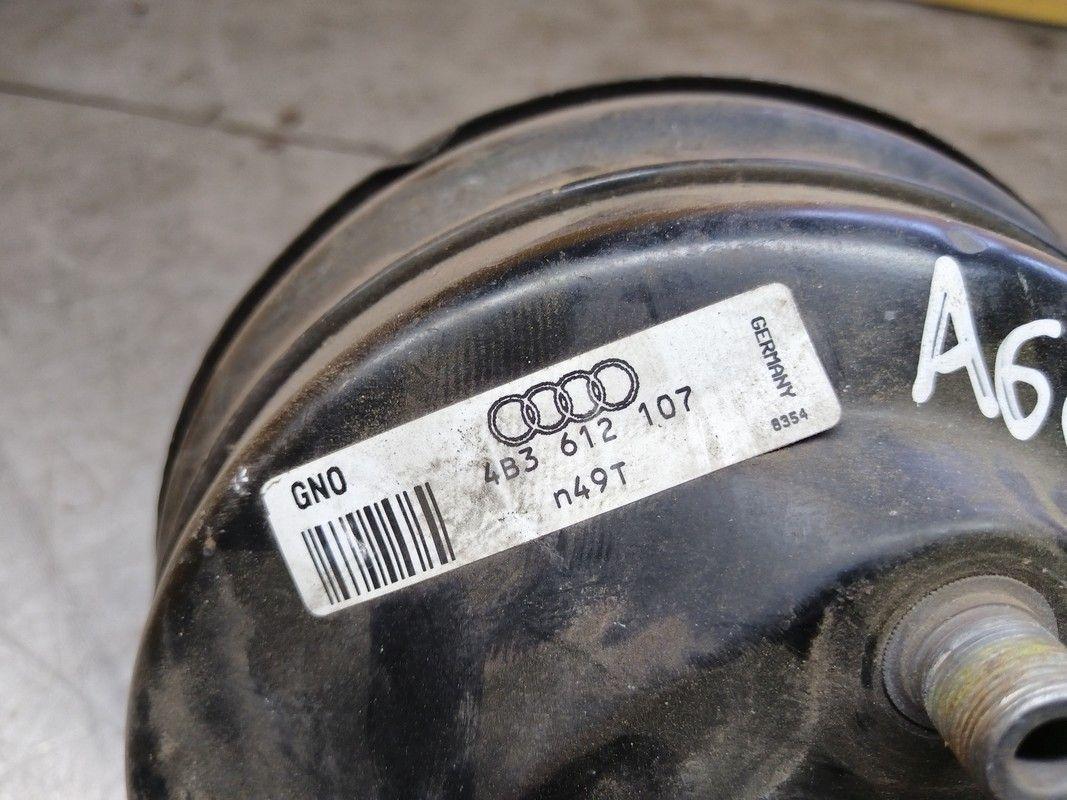 GERMANY
GNO
4B3 612 107
n49T
8354
A6